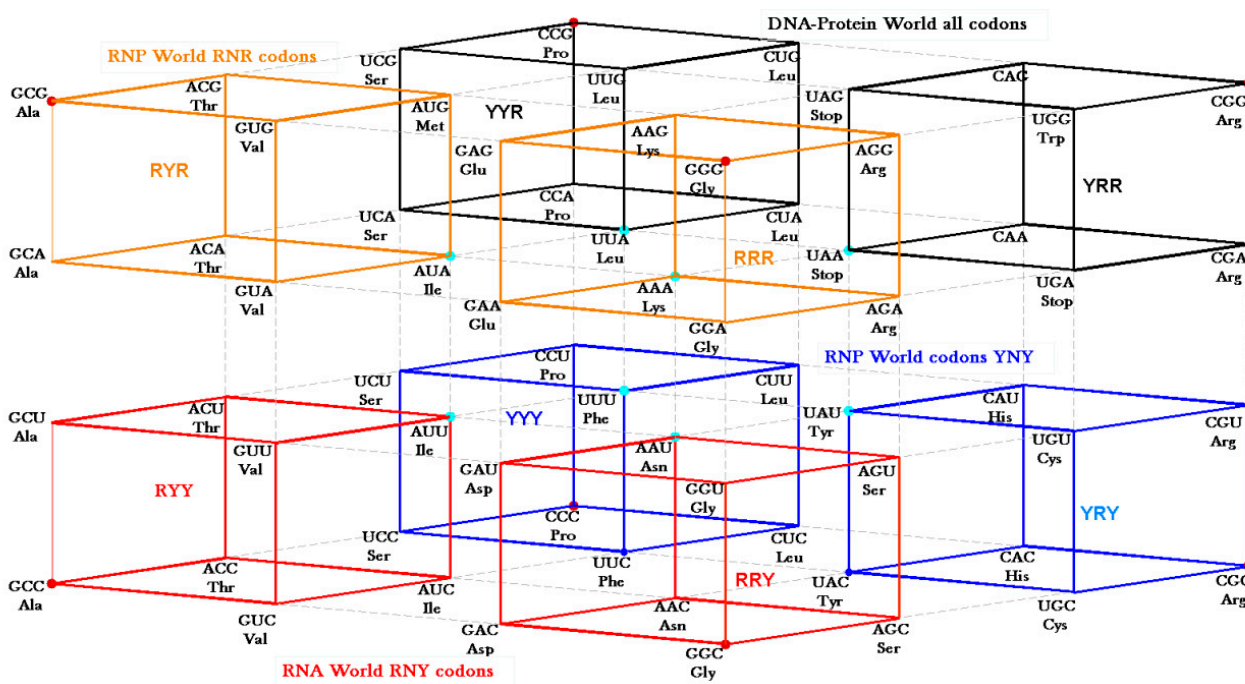 DNA-Protein World all codons
CCG
Pro
RNP World RNR codons
UCG
Ser
UUG
Leu
CUG
Leu
CAG
GCG
Ala
ACG
Thr
GUG
Val
AUG
Met
YYR
UAG
Stop
UGG
Trp
CGG
Arg
GAG
Glu
AAG
Lys
GGG
Gly
AGG
Arg
RYR
YRR
CCA
Pro
UCA
Ser
UUA
Leu
CUA
Leu
CAA
GCA
Ala
ACA
Thr
GUA
Val
AUA
Ile
RRR
UAA
Stop
UGA
Stop
CGA
Arg
GAA
Glu
AAA
Lys
GGA
Gly
AGA
Arg
CCU
Pro
RNP World codons YNY
UCU
Ser
UUU
Phe
CUU
Leu
CAU
His
GCU
Ala
ACU
Thr
GUU
Val
AUU
Ile
YYY
UAU
Tyr
UGU
Cys
CGU
Arg
GAU
Asp
AAU
Asn
GGU
Gly
AGU
Ser
RYY
YRY
CCC
Pro
UCC
Ser
UUC
Phe
CUC
Leu
CAC
His
GCC
Ala
ACC
Thr
GUC
Val
AUC
Ile
RRY
UAC
Tyr
UGC
Cys
CGC
Arg
GAC
Asp
AAC
Asn
GGC
Gly
AGC
Ser
RNA World RNY codons